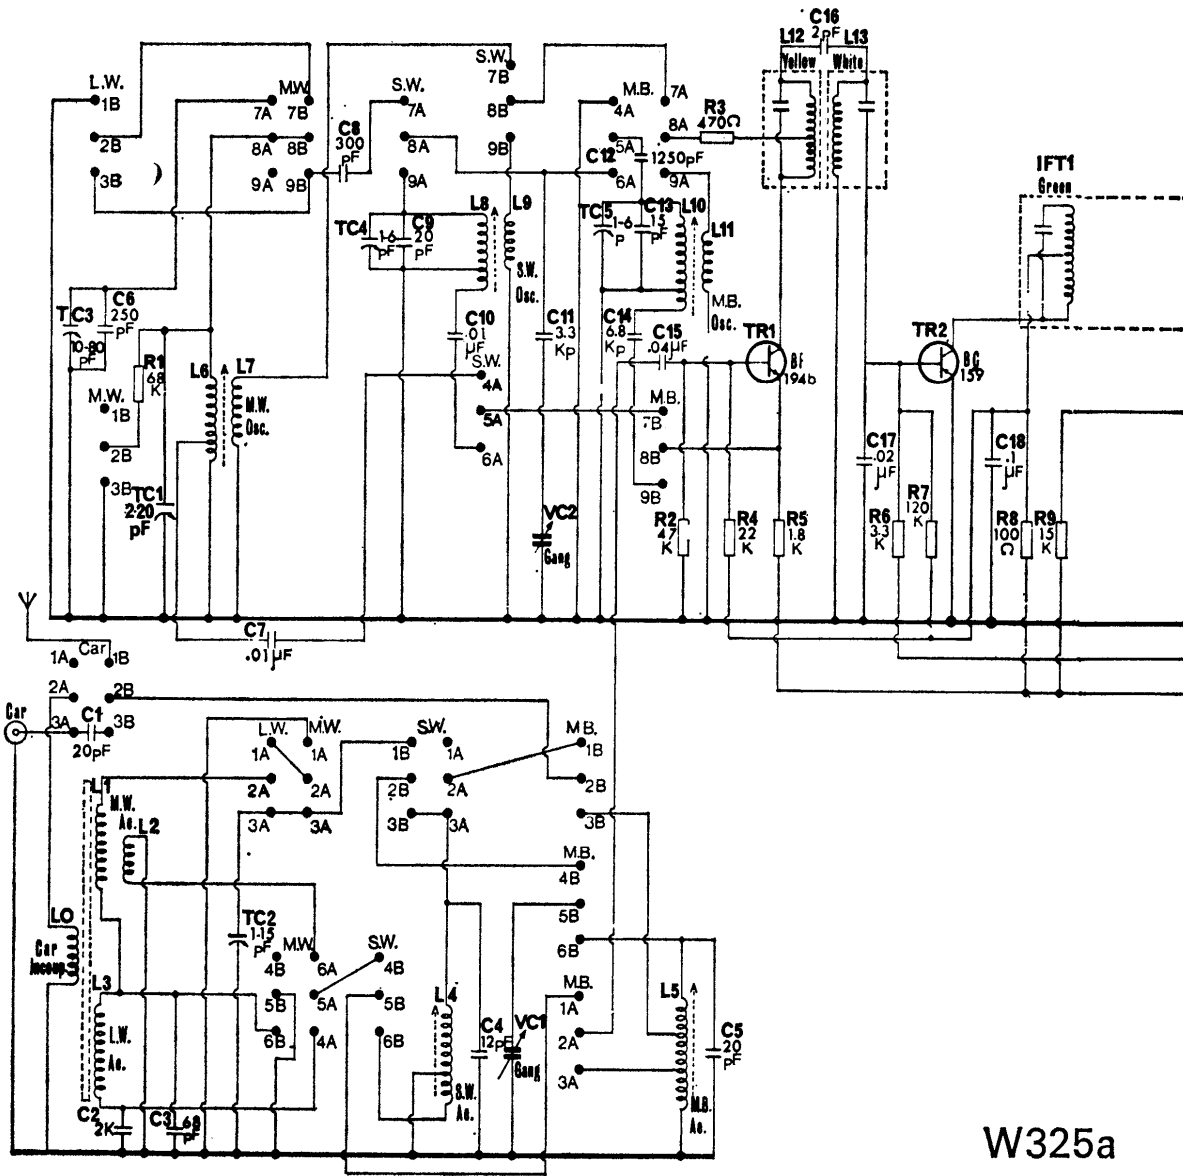 C16
2pF
L12
L13
Yellow
White
L.W.
1B
2B
3B
M.W.
7A
7B
8A
8B
9A
9B
C8
300
pF
S.W.
7A
8A
9A
S.W.
7B
8B
9B
M.B.
4A
5A
6A
7A
8A
9A
R3
470Ω
C12
1250pF
IFT1
Green
TC4
1-6
pF
C9
20
pF
L8
L9
S.W.
Osc.
TC5
1-6
P
C13
15
pF
L10
L11
M.B.
Osc.
C6
250
pF
TC3
10-80
pF
R1
68
K
L6
L7
M.W.
Osc.
C10
.01
µF
C11
3.3
KP
C14
6.8
KP
C15
.04µF
TR1
BF
194b
TR2
BC
159
M.W.
1B
2B
3B
TC1
2-20
pF
S.W.
4A
5A
6A
M.B.
7B
8B
9B
VC2
Gang
R2
47
K
R4
22
K
R5
1.8
K
C17
.02
µF
R6
3.3
K
R7
120
K
C18
.1
µF
R8
100
Ω
R9
15
K
C7
.01µF
Car
1A
1B
2A
2B
3A
3B
Car
C1
20pF
L.W.
1A
2A
3A
M.W.
1A
2A
3A
S.W.
1B
1A
2B
2A
3B
3A
M.B.
1B
2B
3B
M.B.
4B
5B
6B
L1
M.W.
Ae.
L2
LO
Car
L3
L.W.
Ae.
TC2
1-15
pF
M.W.
4B
6A
5B
5A
6B
4A
S.W.
4B
5B
6B
L4
S.W.
Ae.
C4
12pF
VC1
Gang
M.B.
1A
2A
3A
L5
M.B.
Ae.
C5
20
pF
C2
2K
C3
68
pF
W325a